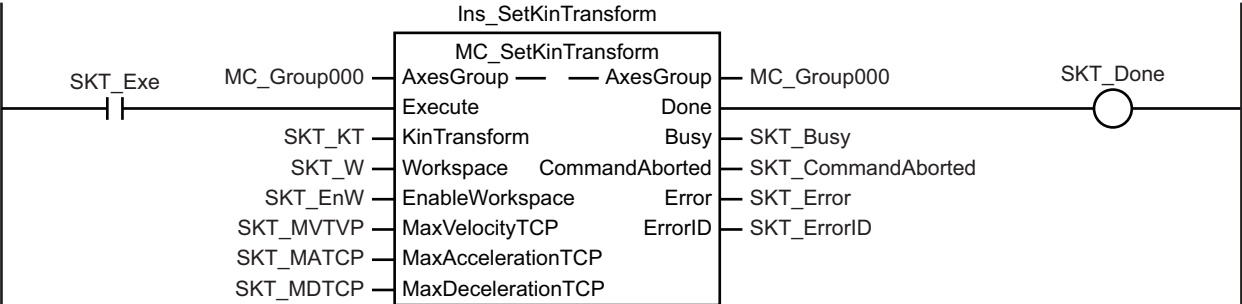 Ins_SetKinTransform
MC_SetKinTransform
SKT_Exe MC_Group000 AxesGroup AxesGroup MC_Group000 SKT_Done
Execute Done
SKT_KT KinTransform Busy SKT_Busy
SKT_W Workspace CommandAborted SKT_CommandAborted
SKT_EnW EnableWorkspace Error SKT_Error
SKT_MVTVP MaxVelocityTCP ErrorID SKT_ErrorID
SKT_MATCP MaxAccelerationTCP
SKT_MDTCP MaxDecelerationTCP